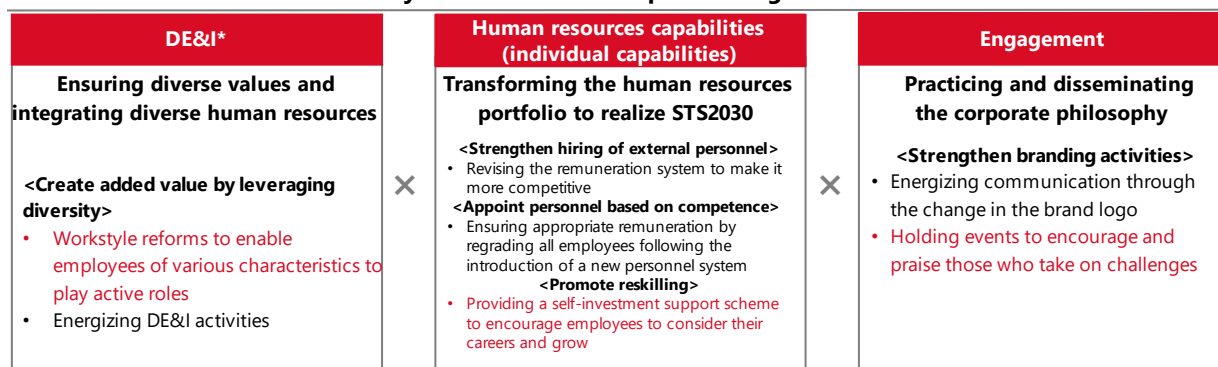 DE&I*
Ensuring diverse values and
integrating diverse human resources
<Create added value by leveraging
diversity>
• Workstyle reforms to enable
employees of various characteristics to
play active roles
• Energizing DE&I activities
×
Human resources capabilities
(individual capabilities)
Transforming the human resources
portfolio to realize STS2030
<Strengthen hiring of external personnel>
• Revising the remuneration system to make it
more competitive
<Appoint personnel based on competence>
• Ensuring appropriate remuneration by
regrading all employees following the
introduction of a new personnel system
<Promote reskilling>
• Providing a self-investment support scheme
to encourage employees to consider their
careers and grow
×
Engagement
Practicing and disseminating
the corporate philosophy
<Strengthen branding activities>
• Energizing communication through
the change in the brand logo
• Holding events to encourage and
praise those who take on challenges